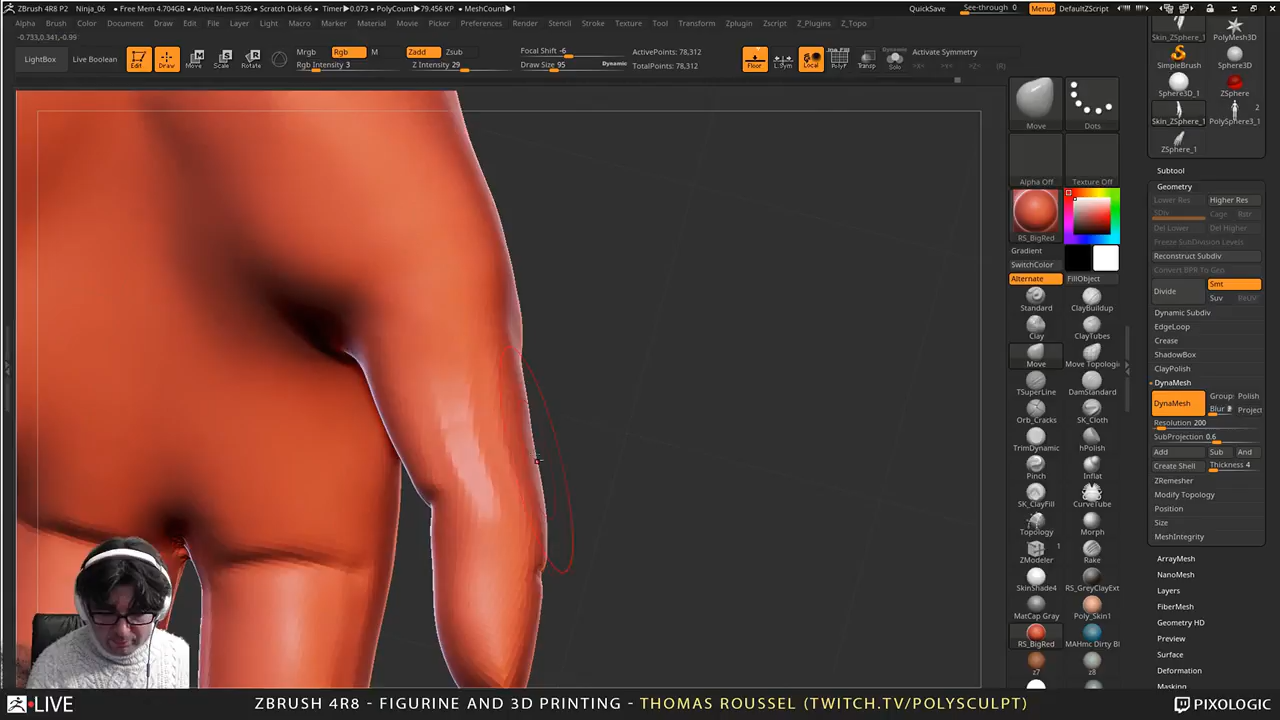 ZBrush 4R8 P2 Ninja_06 • Free Mem 4.704GB • Active Mem 5326 • Scratch Disk 66 • Timer▶0.073 • PolyCount▶79.456 KP • MeshCount▶1 QuickSave See-through 0 Menus DefaultZScript
Alpha Brush Color Document Draw Edit File Layer Light Macro Marker Material Movie Picker Preferences Render Stencil Stroke Texture Tool Transform Zplugin Zscript Z_Plugins Z_Topo
-0.733,0.341,-0.99
LightBox Live Boolean Edit Draw Move Scale Rotate
Mrgb Rgb M
Rgb Intensity 3
Zadd Zsub
Z Intensity 29
Focal Shift -6
Draw Size 95 Dynamic
ActivePoints: 78,312
TotalPoints: 78,312
Floor L.Sym Local PolyF Transp
Dynamic
Solo
Activate Symmetry
(R)
Move Dots
Alpha Off Texture Off
RS_BigRed
Gradient
SwitchColor
Alternate FillObject
Standard ClayBuildup
Clay ClayTubes
Move Move Topologic
TSuperLine DamStandard
Orb_Cracks SK_Cloth
TrimDynamic hPolish
Pinch Inflat
SK_ClayFill CurveTube
Topology Morph
1
ZModeler Rake
SkinShade4 RS_GreyClayExt
MatCap Gray Poly_Skin1
RS_BigRed MAHmc Dirty Bl
z7 z8
Skin_ZSphere_1 PolyMesh3D
SimpleBrush Sphere3D
Sphere3D_1 ZSphere
2
Skin_ZSphere_1 PolySphere3_1
ZSphere_1
Subtool
Geometry
Lower Res Higher Res
SDiv Cage Rstr
Del Lower Del Higher
Freeze SubDivision Levels
Reconstruct Subdiv
Convert BPR To Geo
Divide Smt
Suv ReUV
Dynamic Subdiv
EdgeLoop
Crease
ShadowBox
ClayPolish
DynaMesh
DynaMesh Group: Polish
Blur 2 Project
Resolution 200
SubProjection 0.6
Add Sub And
Create Shell Thickness 4
ZRemesher
Modify Topology
Position
Size
MeshIntegrity
ArrayMesh
NanoMesh
Layers
FiberMesh
Geometry HD
Preview
Surface
Deformation
Masking
LIVE ZBRUSH 4R8 - FIGURINE AND 3D PRINTING - THOMAS ROUSSEL (TWITCH.TV/POLYSCULPT) PIXOLOGIC